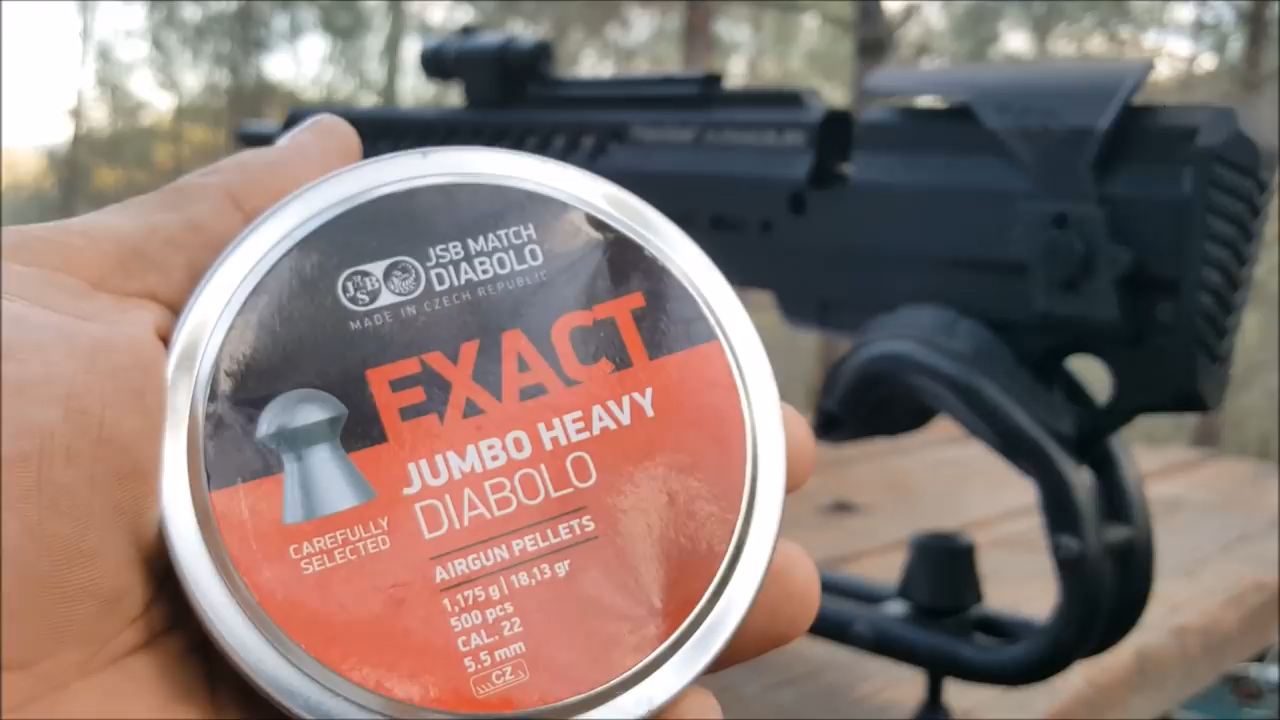 JSB
JSB MATCH
DIABOLO
MADE IN CZECH REPUBLIC
EXACT
JUMBO HEAVY
DIABOLO
CAREFULLY
SELECTED
AIRGUN PELLETS
1,175 g | 18,13 gr
500 pcs
CAL. 22
5.5 mm
CZ